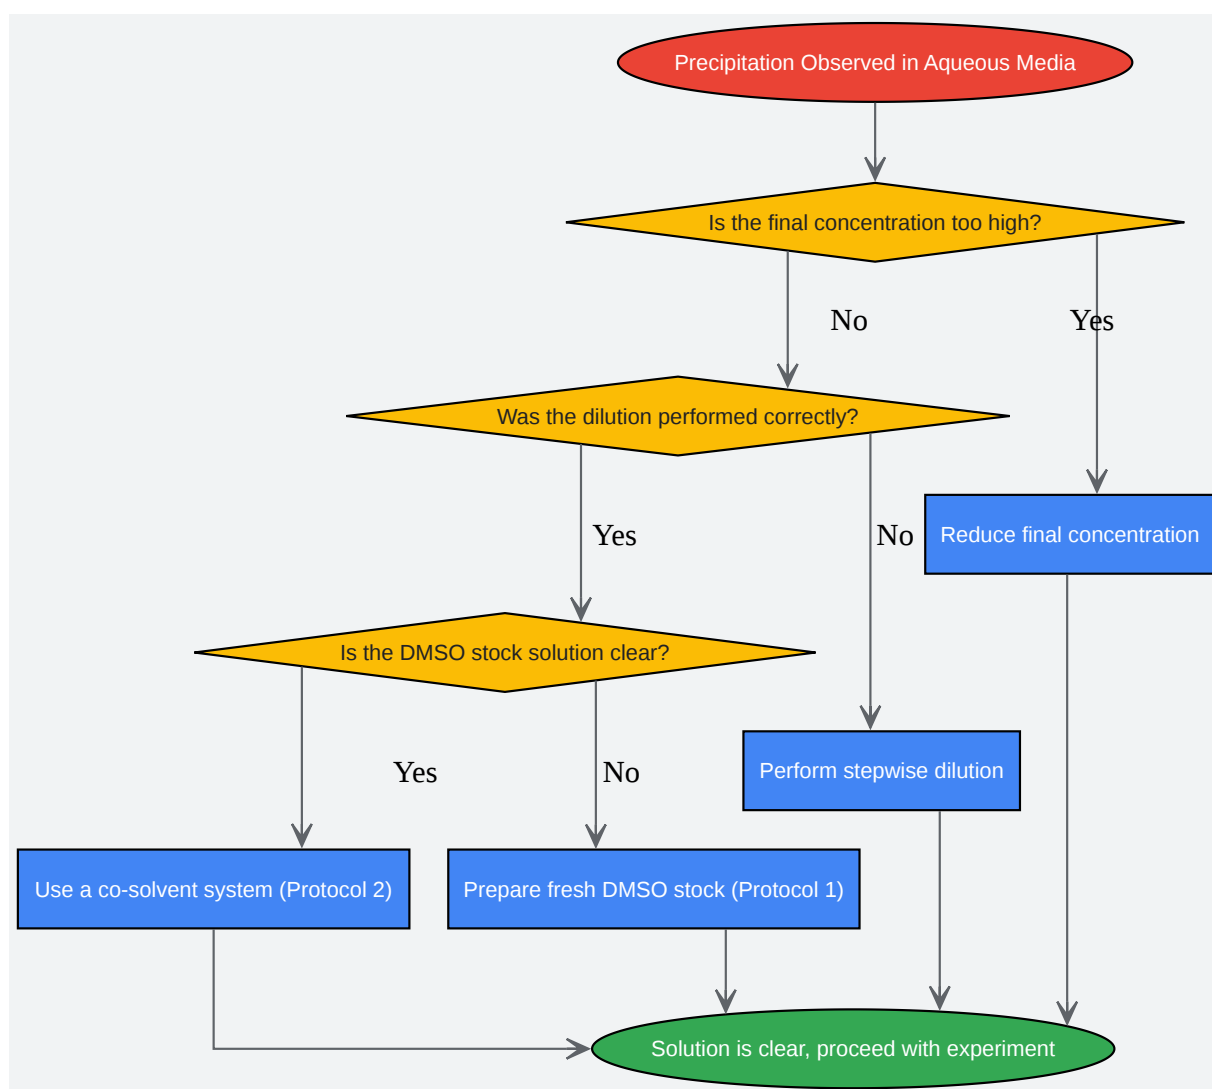 Precipitation Observed in Aqueous Media
Is the final concentration too high?
No
Yes
Was the dilution performed correctly?
Yes
No
Reduce final concentration
Is the DMSO stock solution clear?
Yes
No
Perform stepwise dilution
Use a co-solvent system (Protocol 2)
Prepare fresh DMSO stock (Protocol 1)
Solution is clear, proceed with experiment